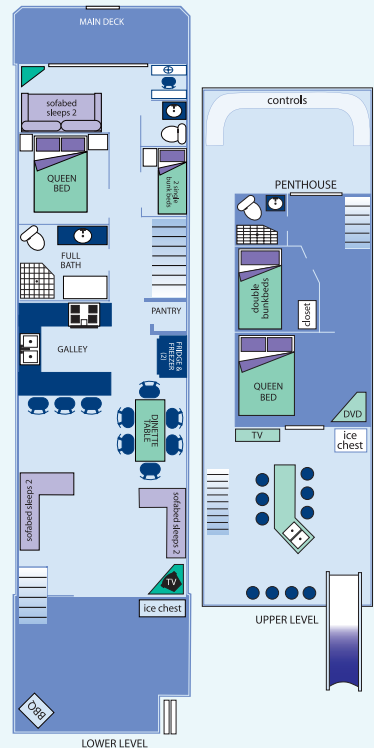 MAIN DECK
sofabed
sleeps 2
QUEEN
BED
2 single
bunkbeds
FULL
BATH
PANTRY
GALLEY
FRIDGE &
FREEZER
(2)
DINETTE
TABLE
sofabed sleeps 2
sofabed sleeps 2
TV
ice chest
BBQ
LOWER LEVEL
controls
PENTHOUSE
double
bunkbeds
closet
QUEEN
BED
DVD
TV
ice
chest
UPPER LEVEL